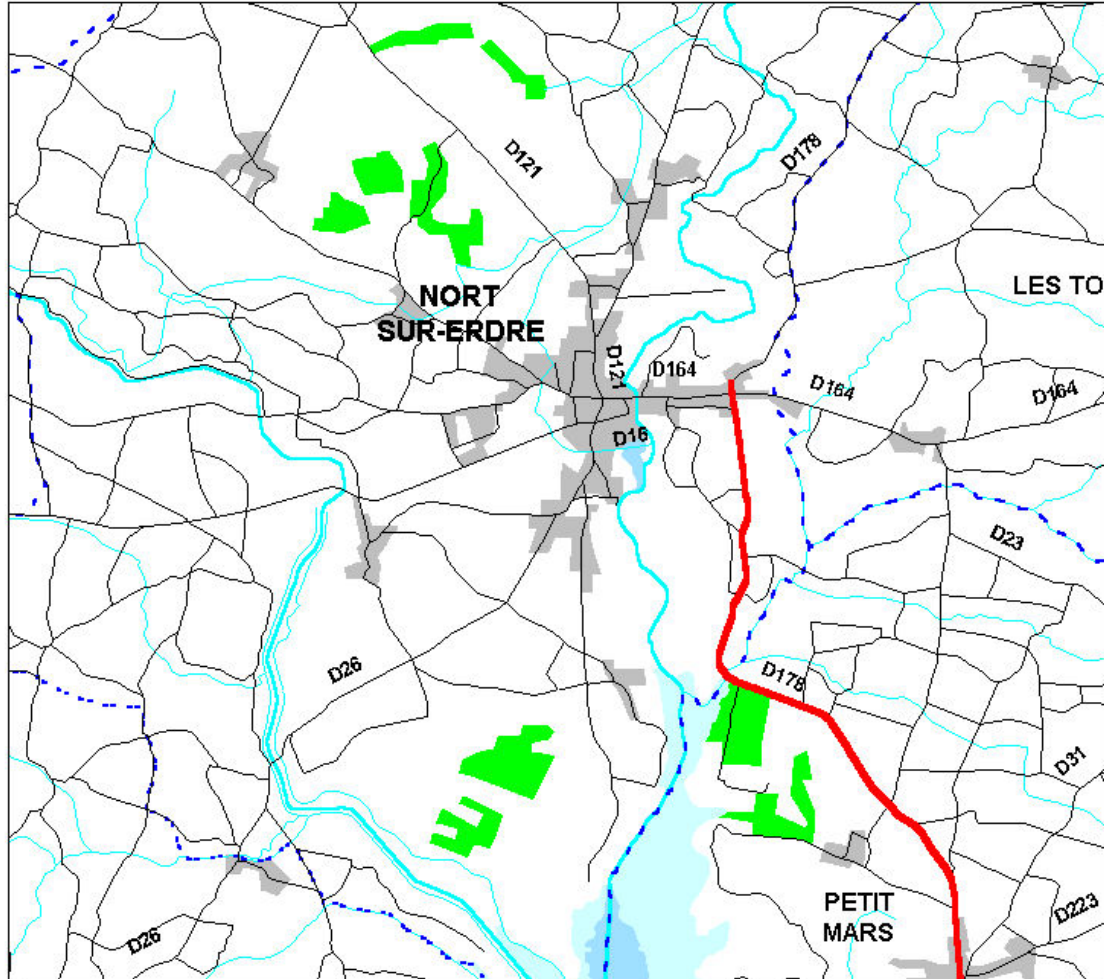 D121
D178
LES TO
NORT
SUR-ERDRE
D121
D164
D164
D164
D16
D23
D26
D178
D31
PETIT
MARS
D223
D26